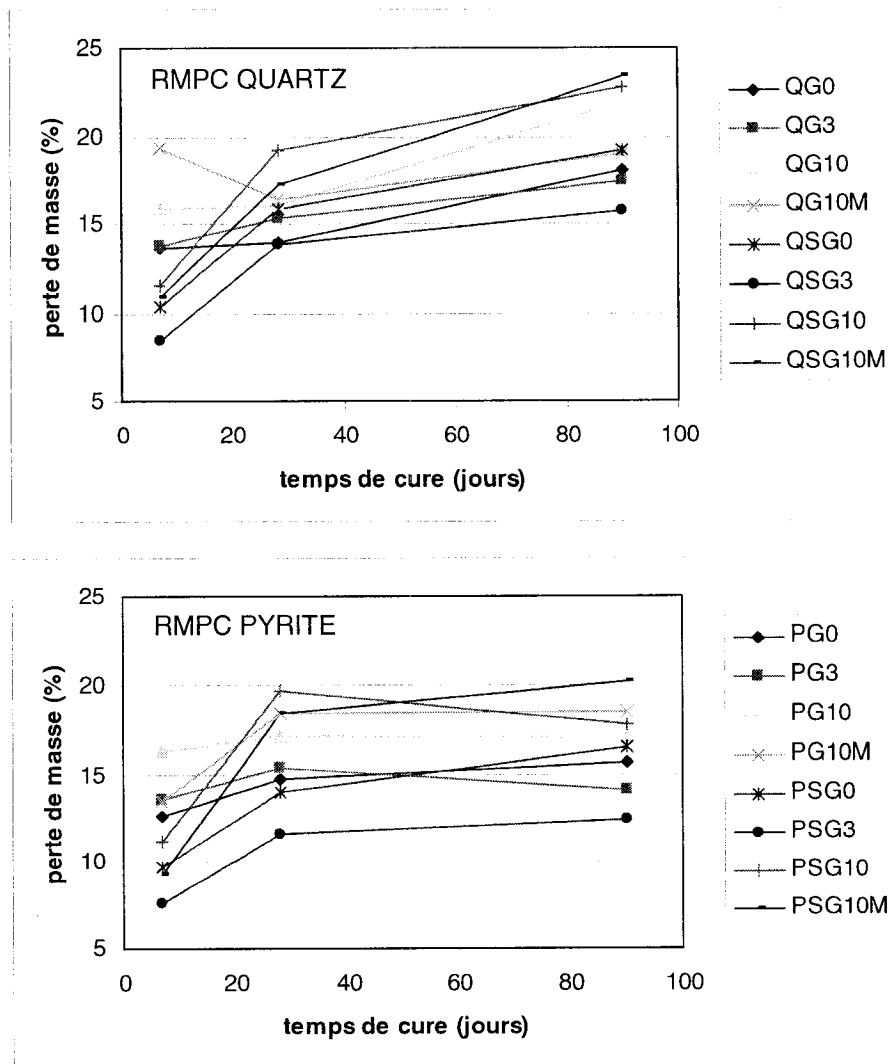 RMPC QUARTZ
perte de masse (%)
25
20
15
10
5
0
20
40
60
80
100
temps de cure (jours)
QG0
QG3
QG10
QG10M
QSG0
QSG3
QSG10
QSG10M
RMPC PYRITE
perte de masse (%)
25
20
15
10
5
0
20
40
60
80
100
temps de cure (jours)
PG0
PG3
PG10
PG10M
PSG0
PSG3
PSG10
PSG10M